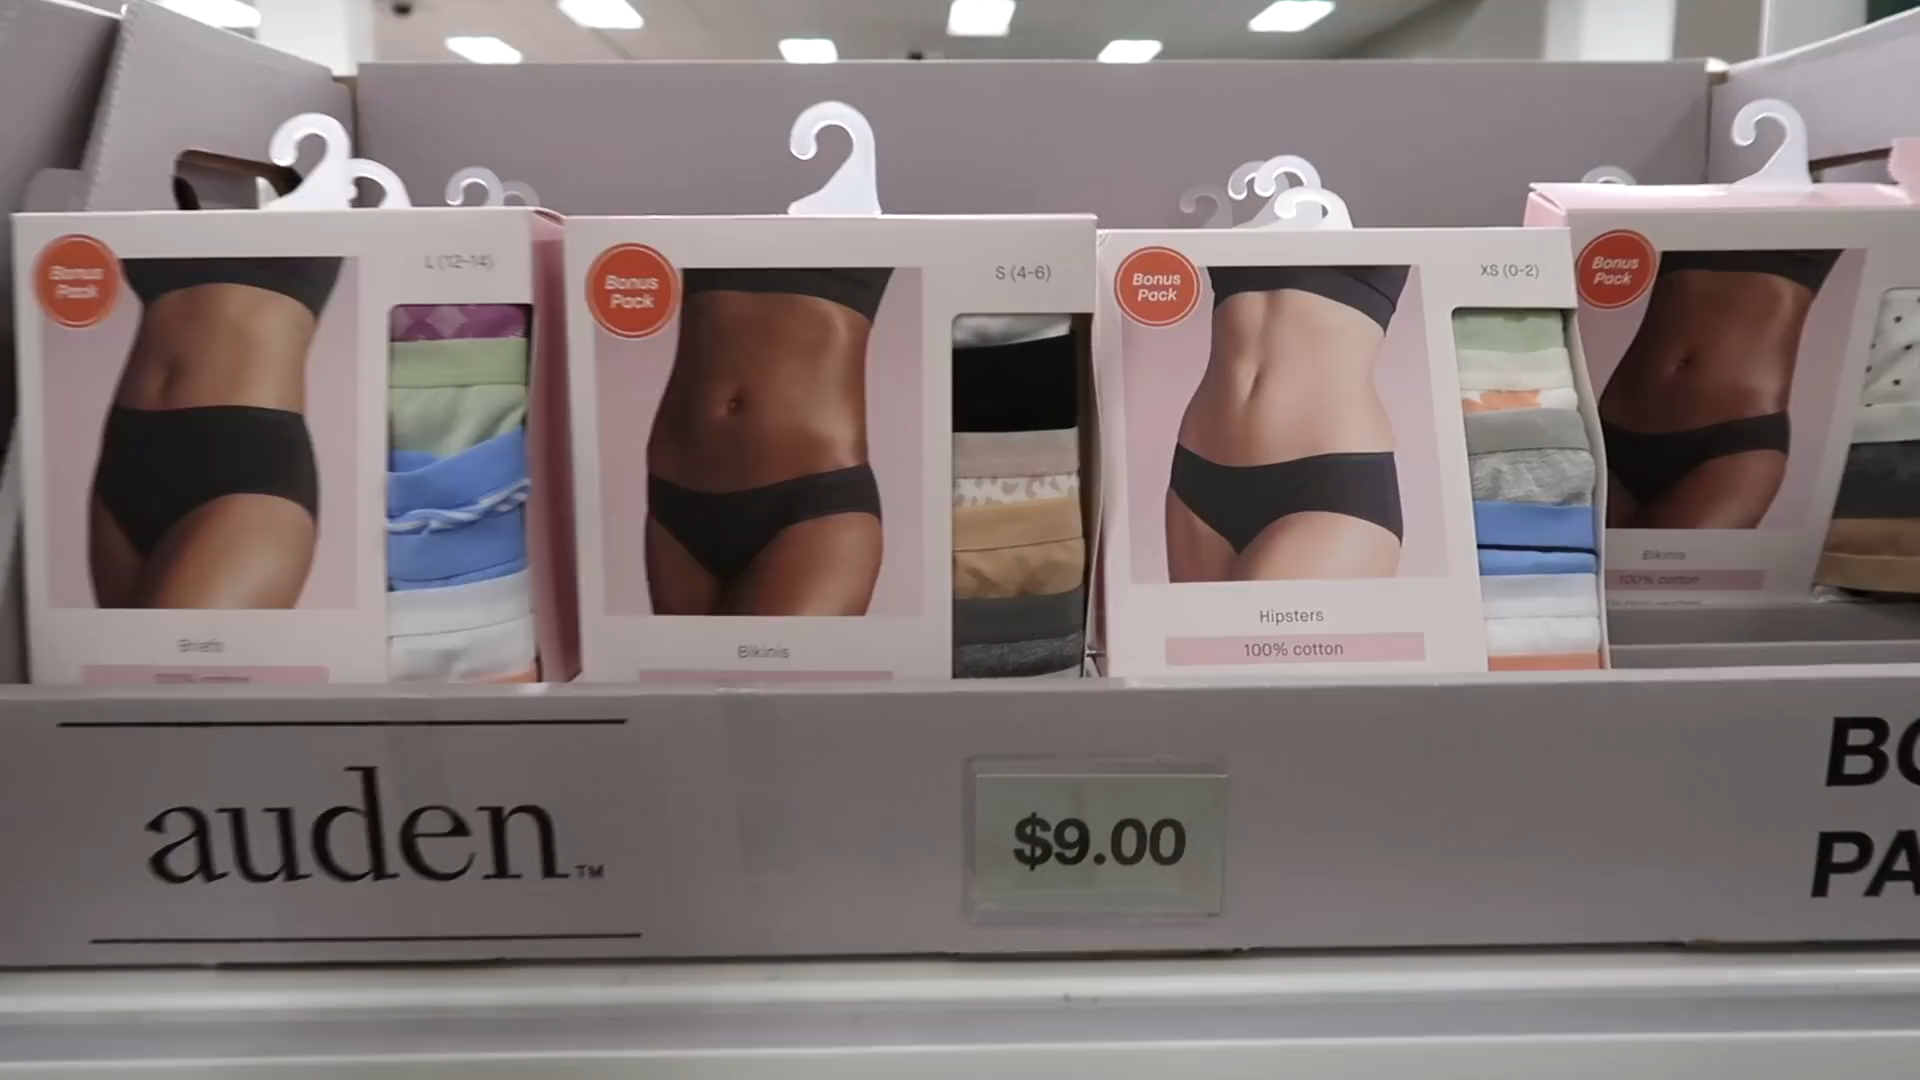 Bonus
Pack
L (12-14)
Briefs
Bonus
Pack
S (4-6)
Bikinis
Bonus
Pack
XS (0-2)
Hipsters
100% cotton
Bonus
Pack
Bikinis
100% cotton
auden™
$9.00
BO
PA